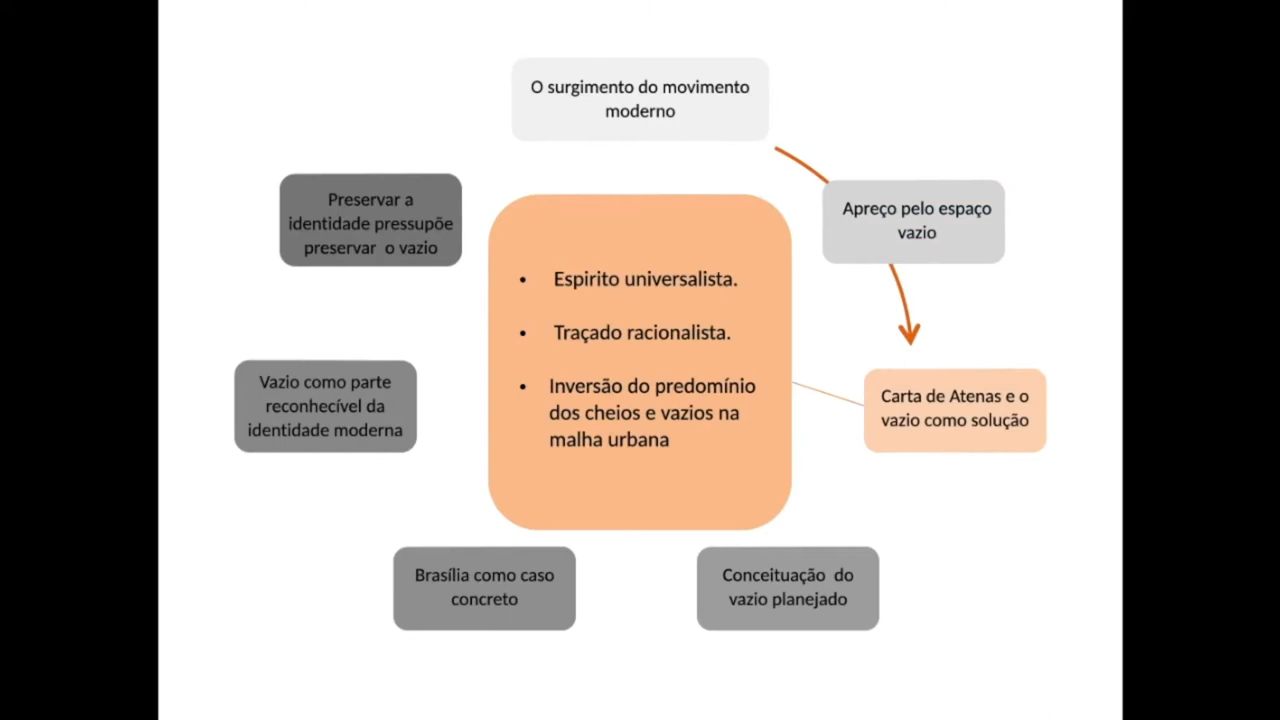 O surgimento do movimento
moderno
Apreço pelo espaço
vazio
Carta de Atenas e o
vazio como solução
Conceituação do
vazio planejado
Brasília como caso
concreto
Vazio como parte
reconhecível da
identidade moderna
Preservar a
identidade pressupõe
preservar o vazio
• Espirito universalista.
• Traçado racionalista.
• Inversão do predomínio
dos cheios e vazios na
malha urbana